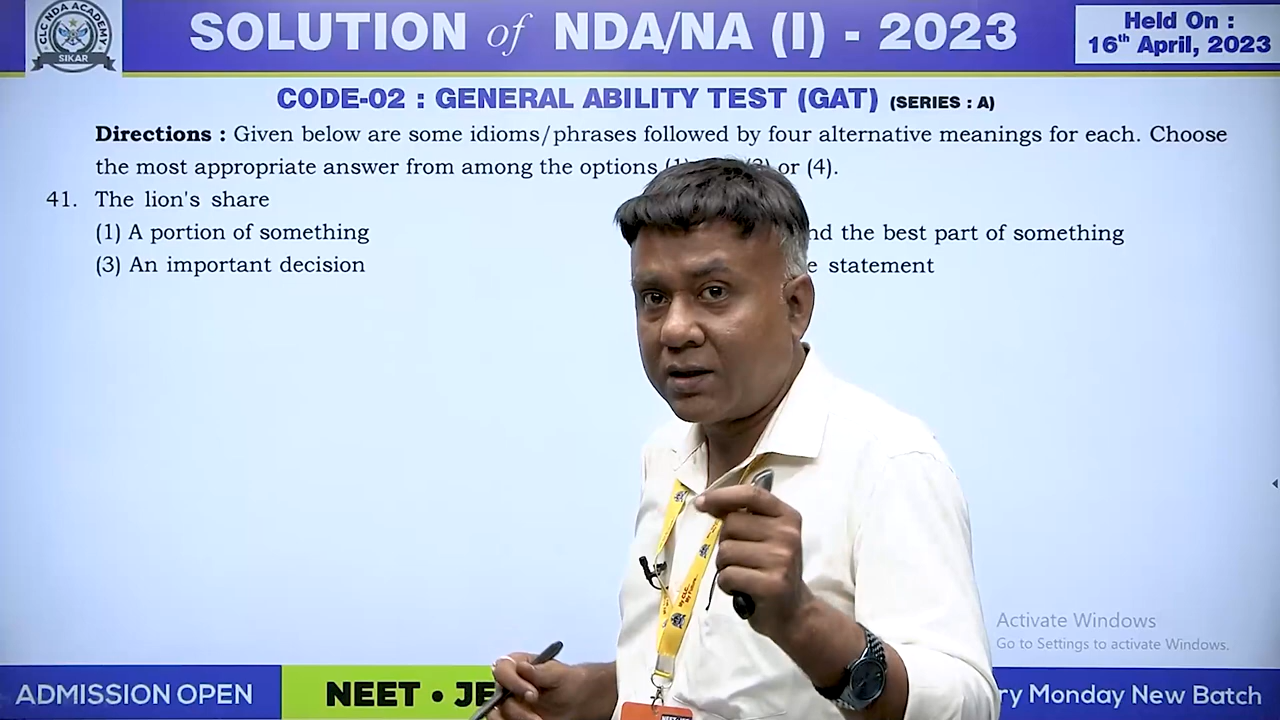 CLC NDA ACADEMY
SIKAR
SOLUTION of NDA/NA (I) - 2023
Held On :
16th April, 2023
CODE-02 : GENERAL ABILITY TEST (GAT) (SERIES : A)
Directions : Given below are some idioms/phrases followed by four alternative meanings for each. Choose
the most appropriate answer from among the options or (4).
41. The lion's share
(1) A portion of something
nd the best part of something
(3) An important decision
e statement
Activate Windows
Go to Settings to activate Windows.
ADMISSION OPEN
NEET • JE
ry Monday New Batch